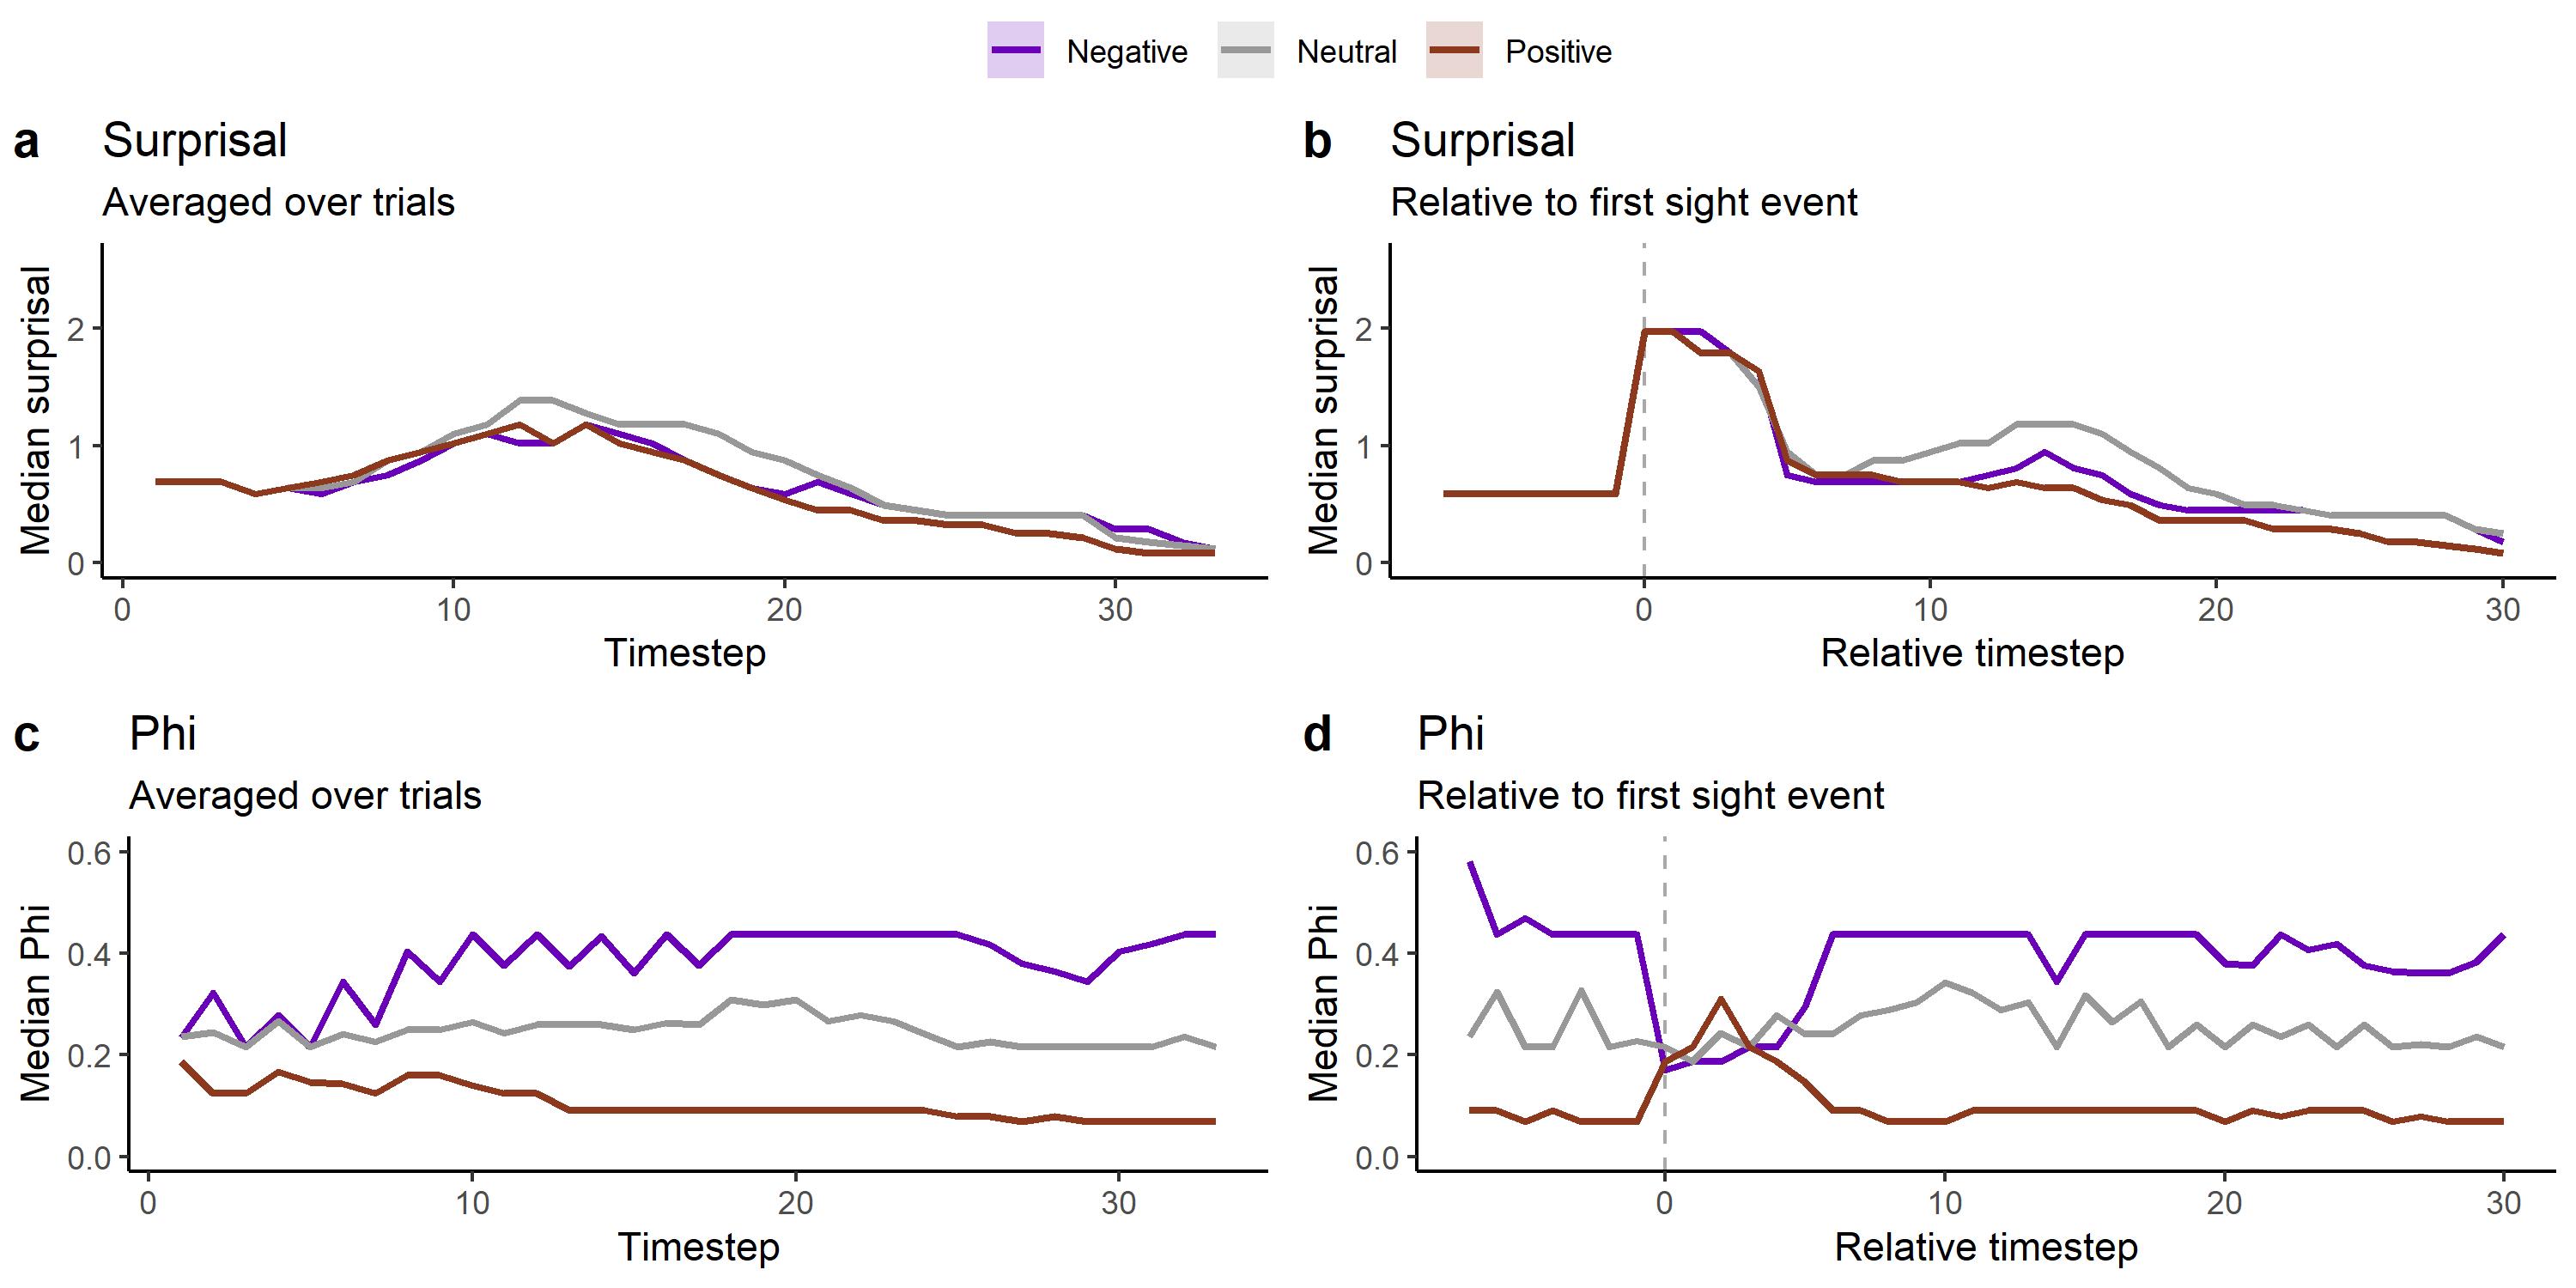 Negative Neutral Positive
a Surprisal
Averaged over trials
Median surprisal
2
1
0
0 10 20 30
Timestep
b Surprisal
Relative to first sight event
Median surprisal
2
1
0
0 10 20 30
Relative timestep
c Phi
Averaged over trials
Median Phi
0.6
0.4
0.2
0.0
0 10 20 30
Timestep
d Phi
Relative to first sight event
Median Phi
0.6
0.4
0.2
0.0
0 10 20 30
Relative timestep